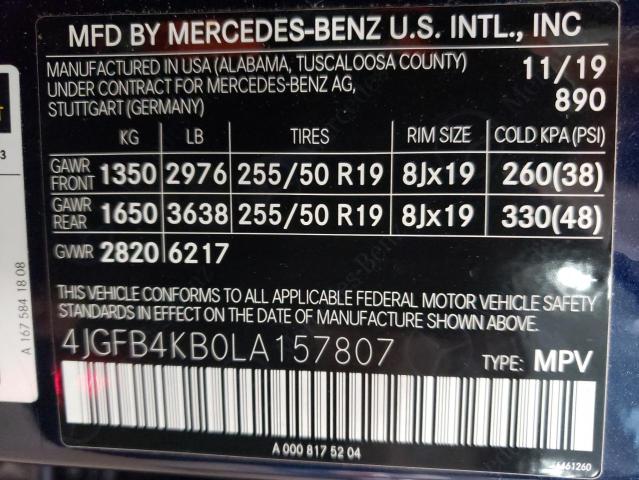 MFD BY MERCEDES-BENZ U.S. INTL., INC
MANUFACTURED IN USA (ALABAMA, TUSCALOOSA COUNTY) 11/19
UNDER CONTRACT FOR MERCEDES-BENZ AG,
STUTTGART (GERMANY) 890
KG LB TIRES RIM SIZE COLD KPA (PSI)
GAWR FRONT 1350 2976 255/50 R19 8Jx19 260(38)
GAWR REAR 1650 3638 255/50 R19 8Jx19 330(48)
GVWR 2820 6217
THIS VEHICLE CONFORMS TO ALL APPLICABLE FEDERAL MOTOR VEHICLE SAFETY
STANDARDS IN EFFECT ON THE DATE OF MANUFACTURE SHOWN ABOVE.
4JGFB4KB0LA157807 TYPE: MPV
A 000 817 52 04
A 167 584 18 08